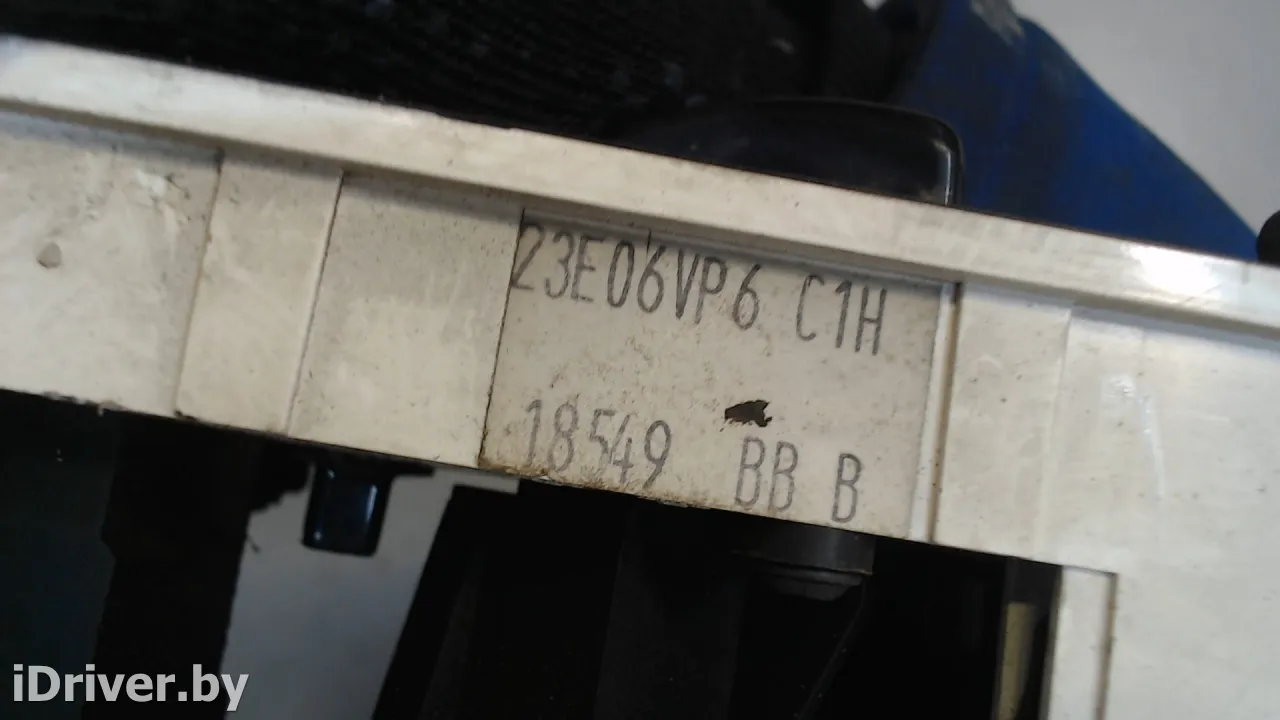 23E06VP6 C1H
18549 BB B
iDriver.by